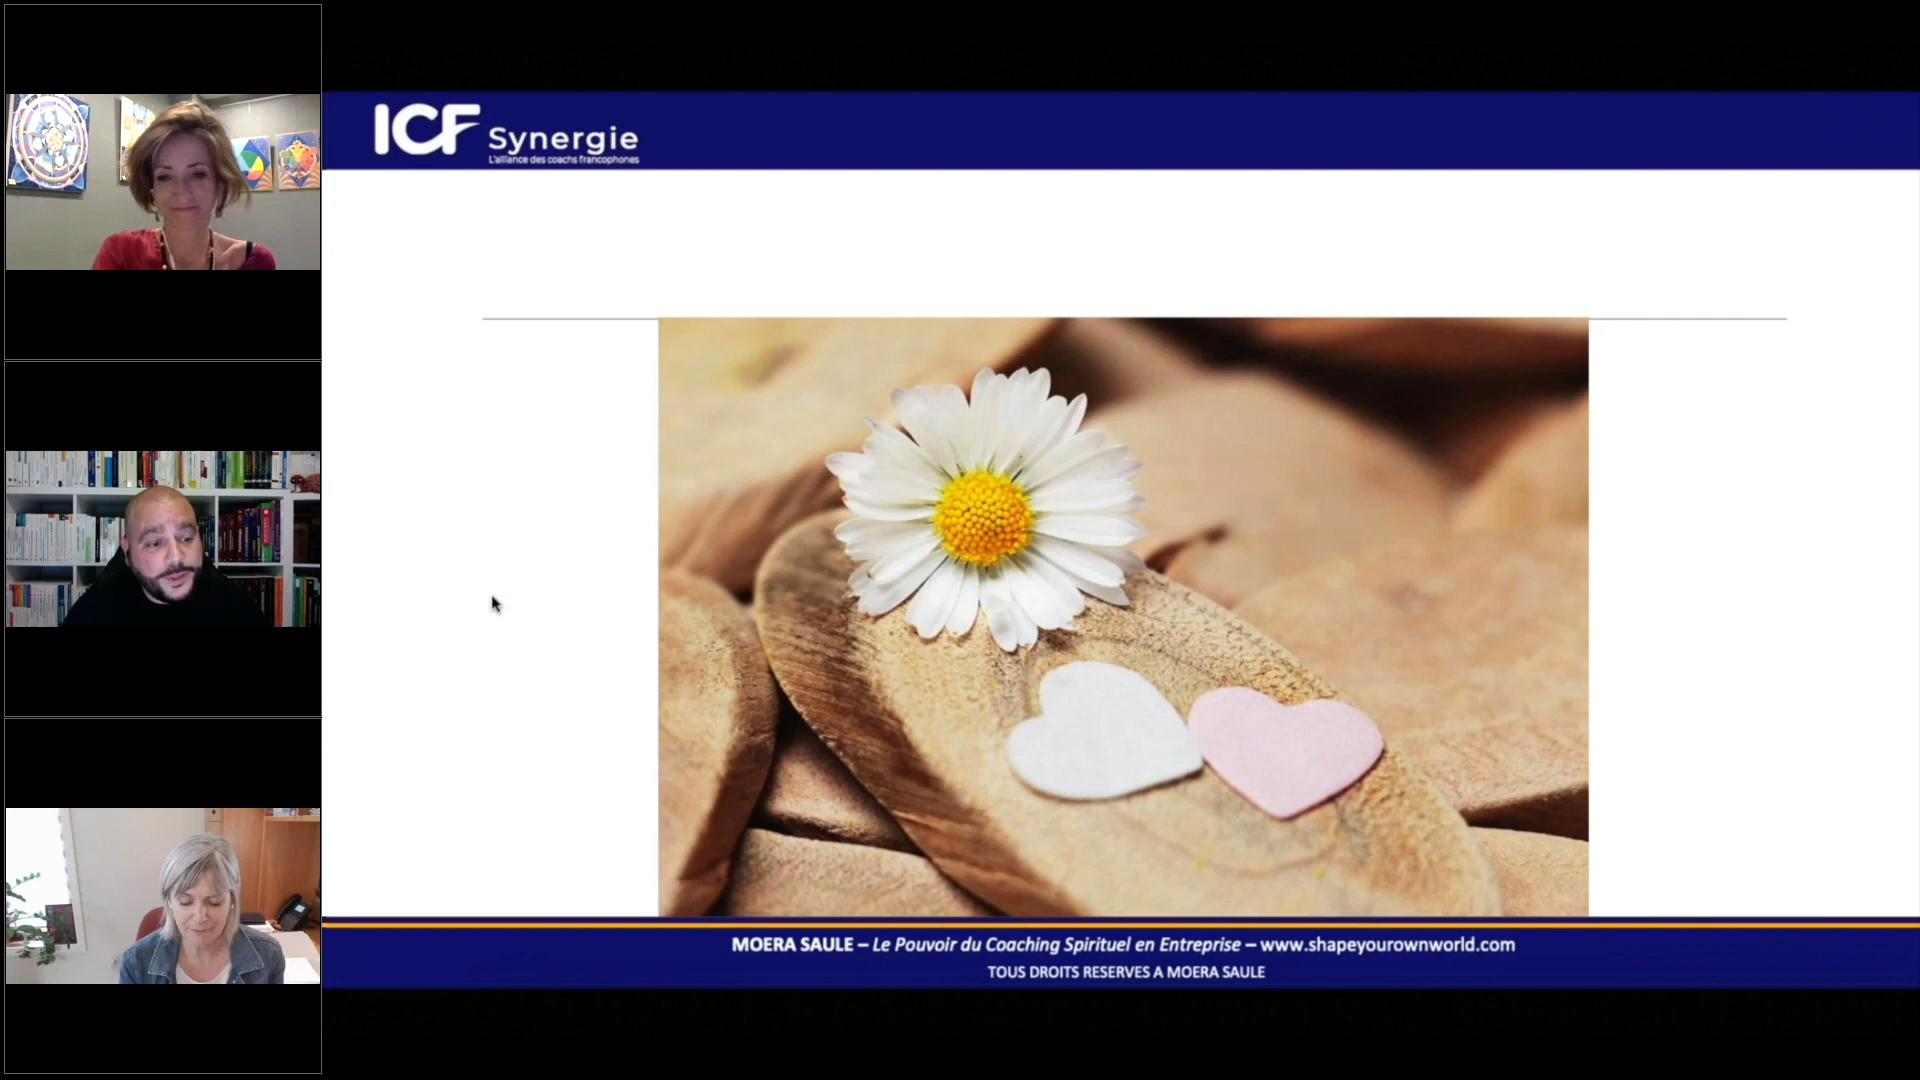 ICF Synergie
L'alliance des coachs francophones
MOERA SAULE – Le Pouvoir du Coaching Spirituel en Entreprise – www.shapeyourownworld.com
TOUS DROITS RESERVES A MOERA SAULE